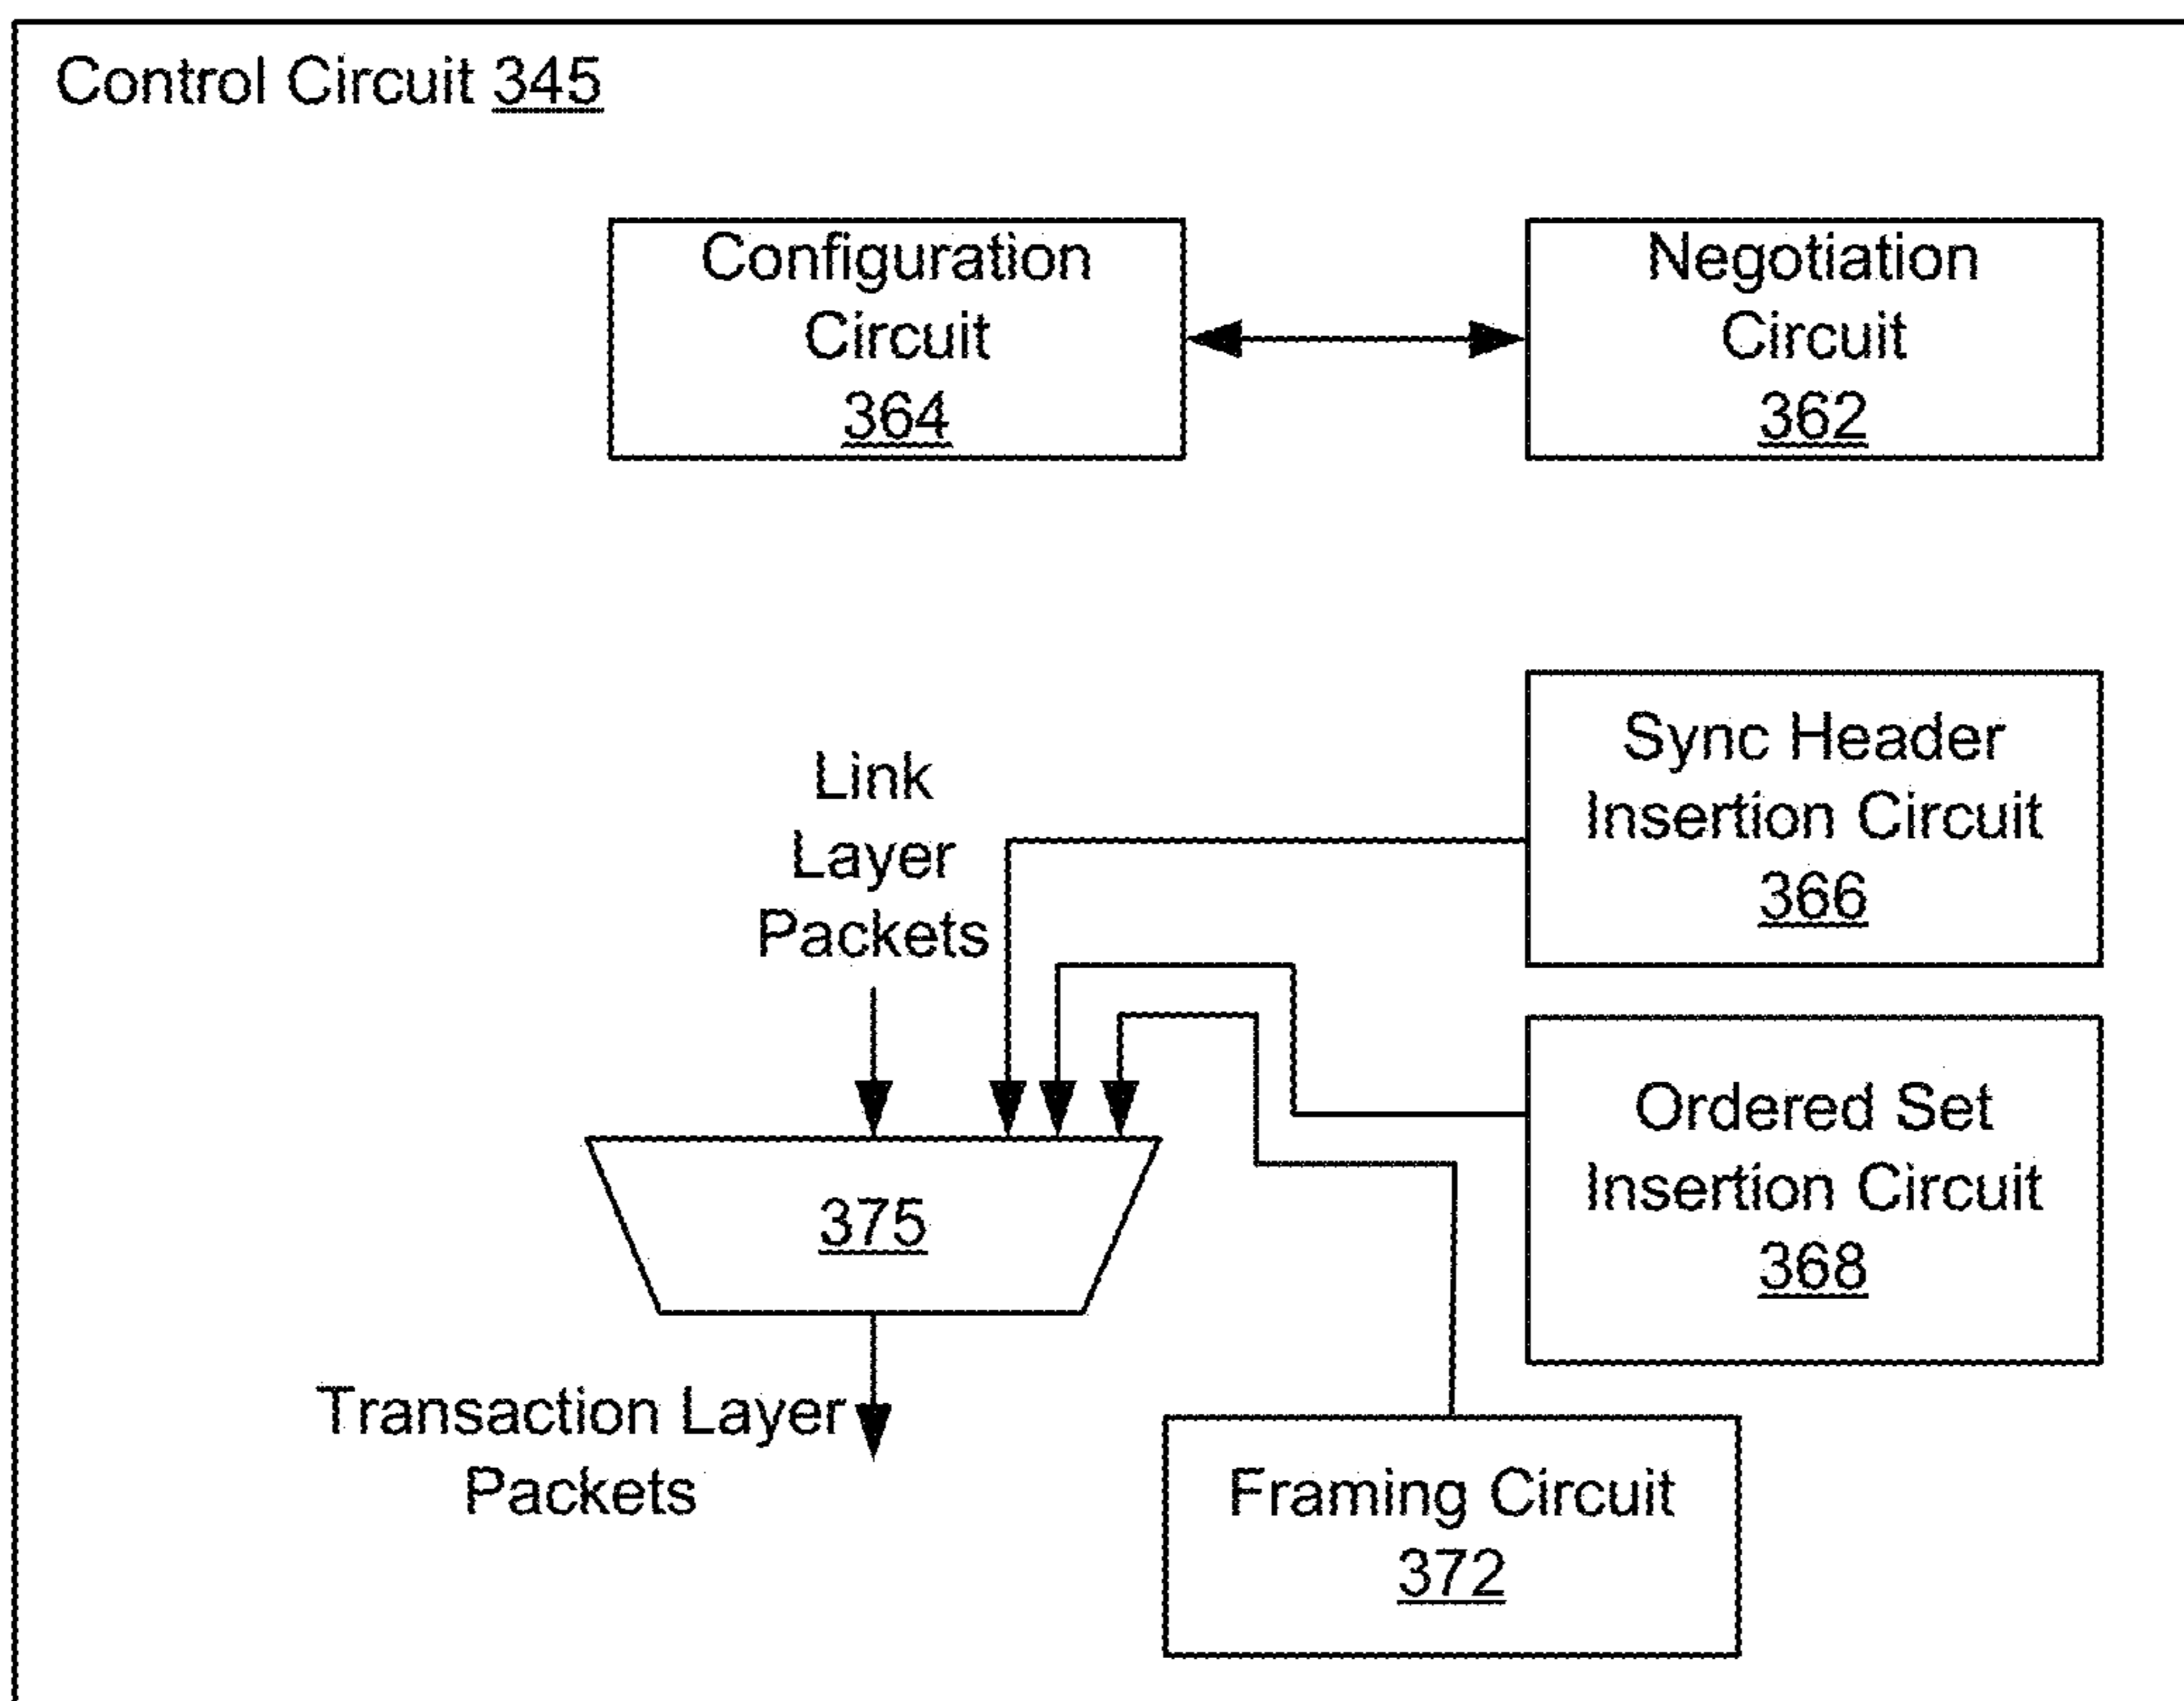 Control Circuit 345
Configuration
Circuit
364
Negotiation
Circuit
362
Link
Layer
Packets
Sync Header
Insertion Circuit
366
Ordered Set
Insertion Circuit
368
375
Transaction Layer
Packets
Framing Circuit
372